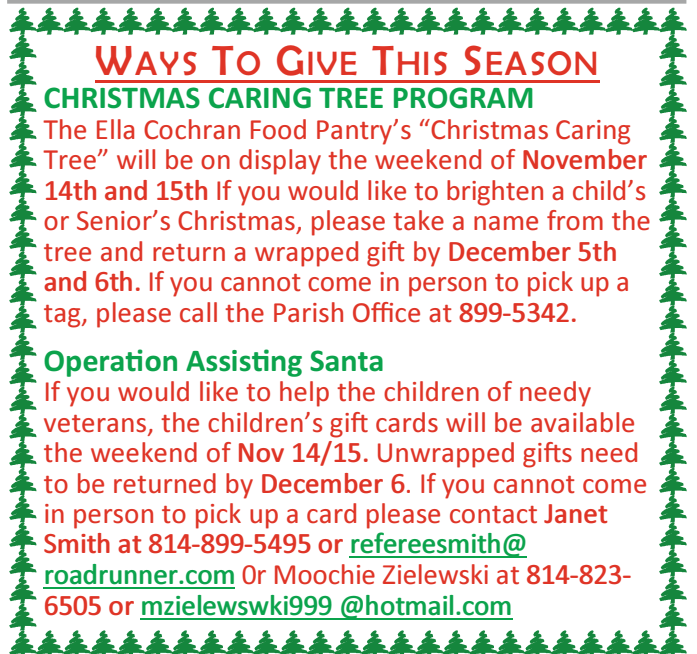 WAYS TO GIVE THIS SEASON
CHRISTMAS CARING TREE PROGRAM
The Ella Cochran Food Pantry’s “Christmas Caring
Tree” will be on display the weekend of November
14th and 15th If you would like to brighten a child’s
or Senior’s Christmas, please take a name from the
tree and return a wrapped gift by December 5th
and 6th. If you cannot come in person to pick up a
tag, please call the Parish Office at 899-5342.
Operation Assisting Santa
If you would like to help the children of needy
veterans, the children’s gift cards will be available
the weekend of Nov 14/15. Unwrapped gifts need
to be returned by December 6. If you cannot come
in person to pick up a card please contact Janet
Smith at 814-899-5495 or refereesmith@
roadrunner.com 0r Moochie Zielewski at 814-823-
6505 or mzielewswki999 @hotmail.com